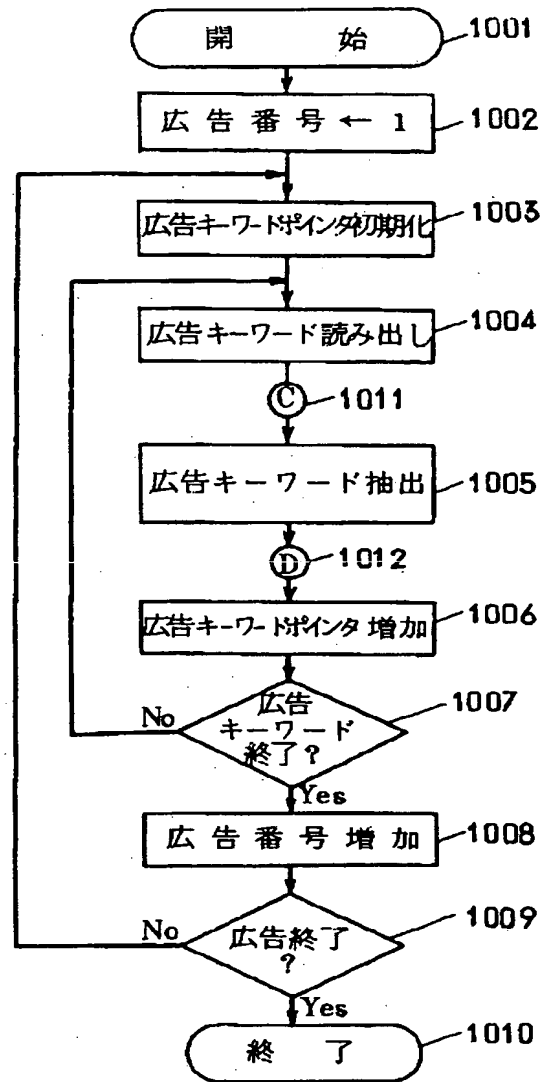 開始 1001
広告番号←1 1002
広告キーワードポインタ初期化 1003
広告キーワード読み出し 1004
C 1011
広告キーワード抽出 1005
D 1012
広告キーワードポインタ増加 1006
広告
キーワード
終了？ 1007
No
Yes
広告番号増加 1008
広告終了
？ 1009
No
Yes
終了 1010